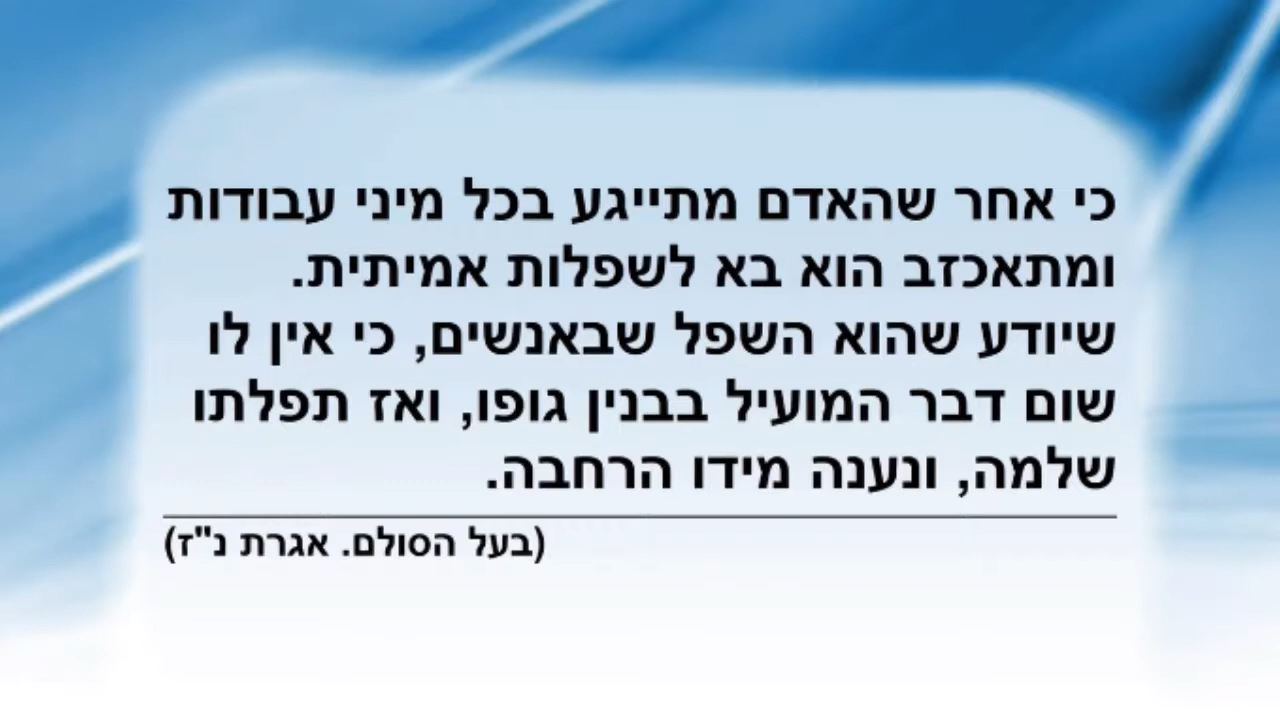 כי אחר שהאדם מתייגע בכל מיני עבודות
ומתאכזב הוא בא לשפלות אמיתית.
שיודע שהוא השפל שבאנשים, כי אין לו
שום דבר המועיל בבנין גופו, ואז תפלתו
שלמה, ונענה מידו הרחבה.
(בעל הסולם. אגרת נ"ז)